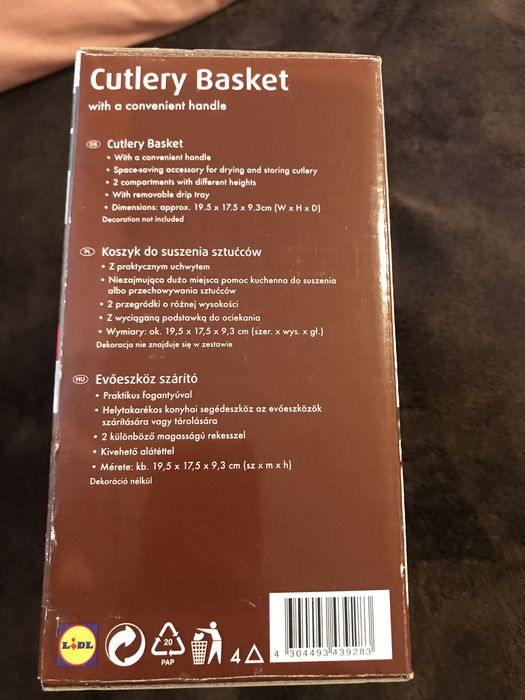 Cutlery Basket
with a convenient handle
GB Cutlery Basket
• With a convenient handle
• Space-saving accessory for drying and storing cutlery
• 2 compartments with different heights
• With removable drip tray
• Dimensions: approx. 19.5 x 17.5 x 9.3cm (W x H x D)
Decoration not included
PL Koszyk do suszenia sztućców
• Z praktycznym uchwytem
• Niezajmująca dużo miejsca pomoc kuchenna do suszenia
albo przechowywania sztućców
• 2 przegródki o różnej wysokości
• Z wyciąganą podstawką do ociekania
• Wymiary: ok. 19,5 x 17,5 x 9,3 cm (szer. x wys. x gł.)
Dekoracja nie znajduje się w zestawie
HU Evőeszköz szárító
• Praktikus fogantyúval
• Helytakarékos konyhai segédeszköz az evőeszközök
szárítására vagy tárolására
• 2 különböző magasságú rekesszel
• Kivehető alátéttel
• Mérete: kb. 19,5 x 17,5 x 9,3 cm (sz x m x h)
Dekoráció nélkül
LIDL
20
PAP
4
4 304493 439283